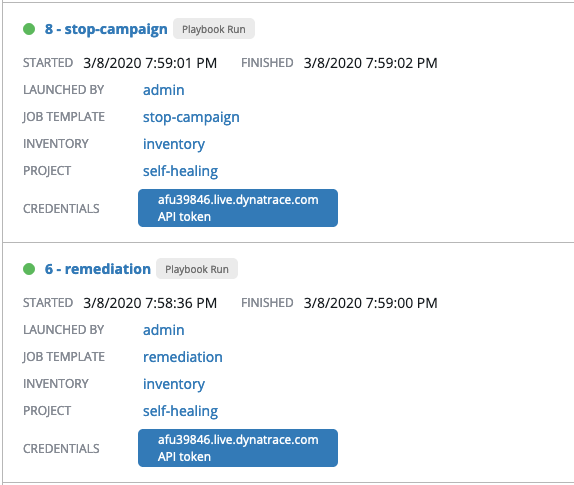 8 - stop-campaign Playbook Run
STARTED 3/8/2020 7:59:01 PM FINISHED 3/8/2020 7:59:02 PM
LAUNCHED BY admin
JOB TEMPLATE stop-campaign
INVENTORY inventory
PROJECT self-healing
CREDENTIALS afu39846.live.dynatrace.com
API token
6 - remediation Playbook Run
STARTED 3/8/2020 7:58:36 PM FINISHED 3/8/2020 7:59:00 PM
LAUNCHED BY admin
JOB TEMPLATE remediation
INVENTORY inventory
PROJECT self-healing
CREDENTIALS afu39846.live.dynatrace.com
API token